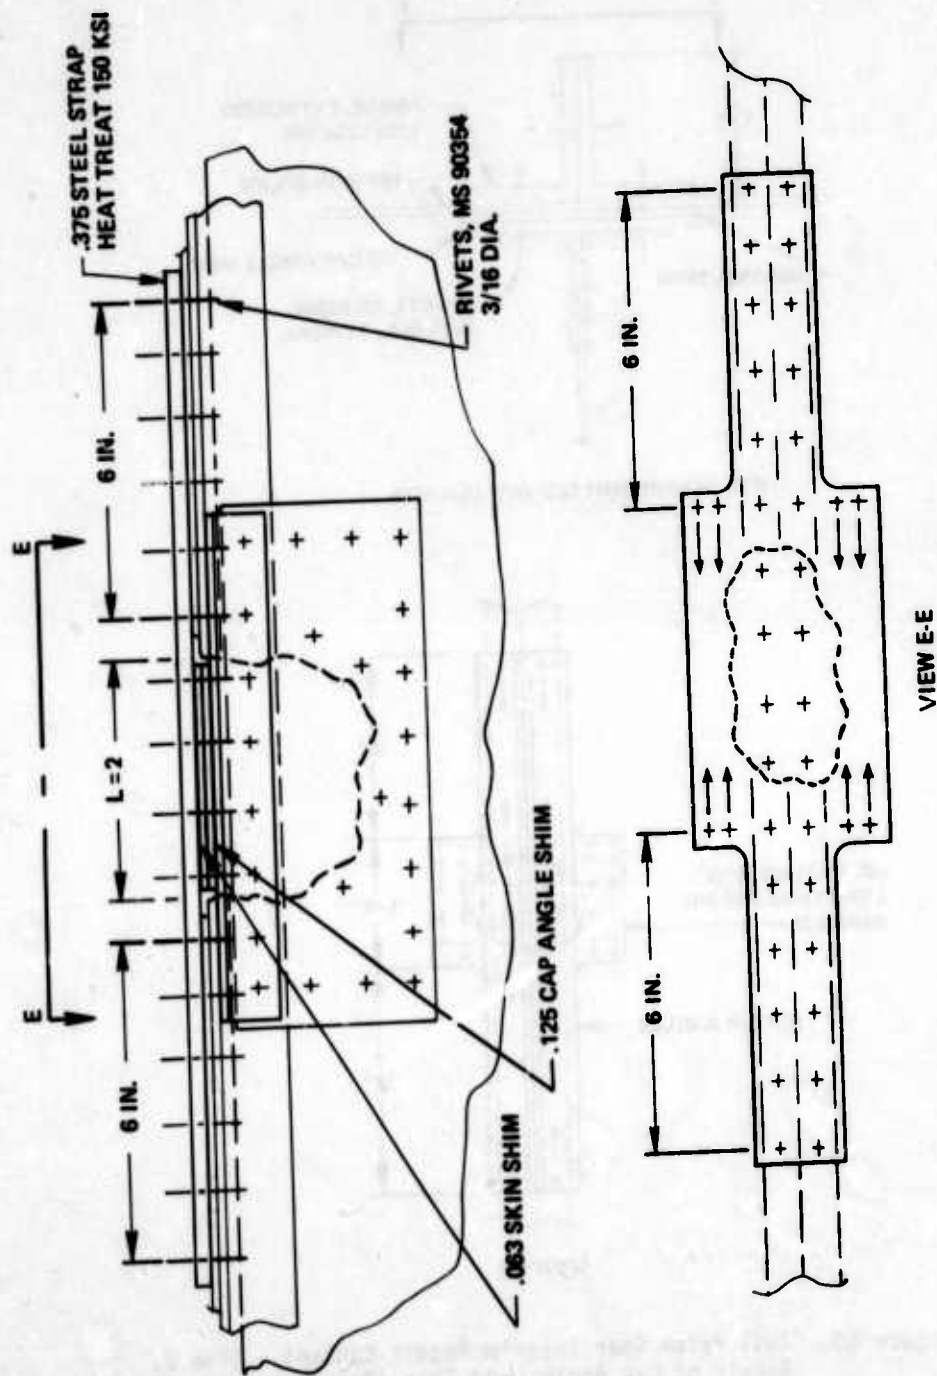 .375 STEEL STRAP
HEAT TREAT 150 KSI
E
E
6 IN.
L = 2
6 IN.
RIVETS, MS 90354
3/16 DIA.
.063 SKIN SHIM
.125 CAP ANGLE SHIM
6 IN.
6 IN.
VIEW E-E